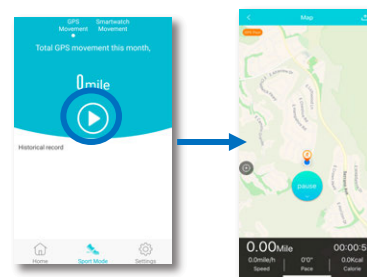 GPS Smartwatch
Movement Movement
Total GPS movement this month,
0mile
Historical record
Home Sport Mode Settings
Map
pause
0.00Mile 00:00:5
0.0mile/h 0'0" 0.0Kcal
Speed Pace Calorie